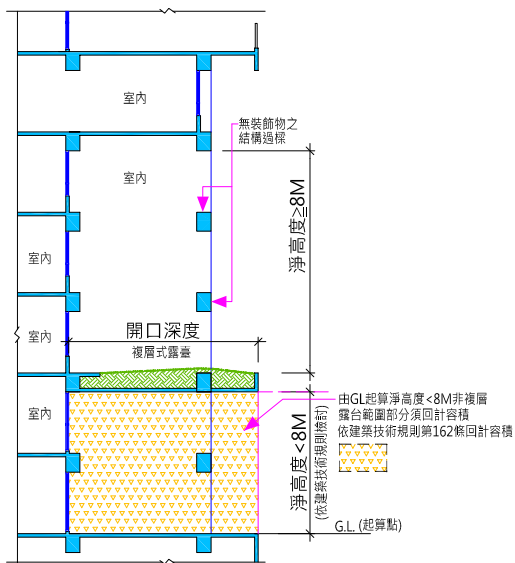 室內
無裝飾物之
結構過樑
室內
淨高度≧8M
室內
室內
開口深度
複層式露臺
室內
由GL起算淨高度<8M非複層
露台範圍部分須回計容積
依建築技術規則第162條回計容積
淨高度<8M
(依建築技術規則檢討)
G.L. (起算點)